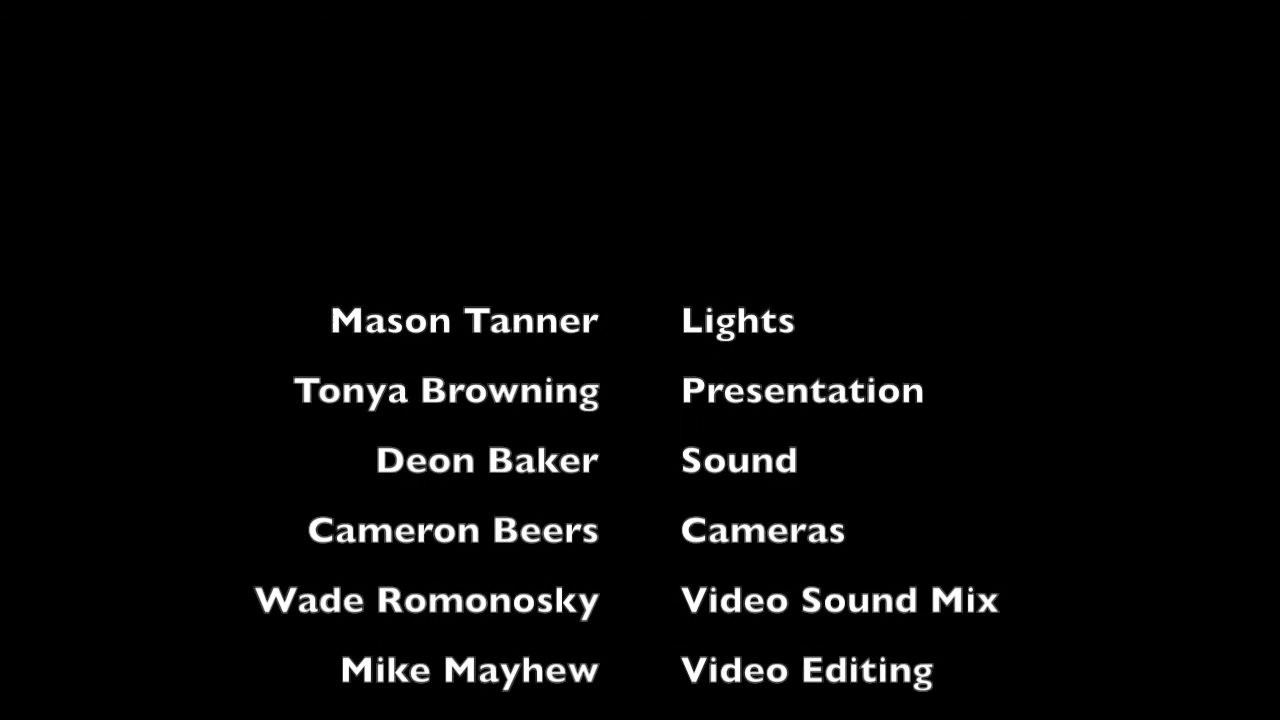 Mason Tanner Lights
Tonya Browning Presentation
Deon Baker Sound
Cameron Beers Cameras
Wade Romonosky Video Sound Mix
Mike Mayhew Video Editing